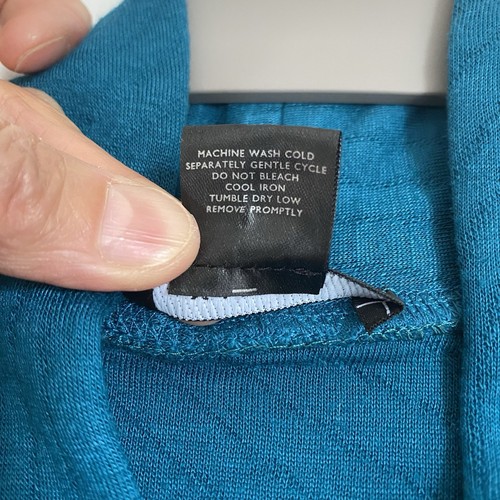 MACHINE WASH COLD
SEPARATELY GENTLE CYCLE
DO NOT BLEACH
COOL IRON
TUMBLE DRY LOW
REMOVE PROMPTLY